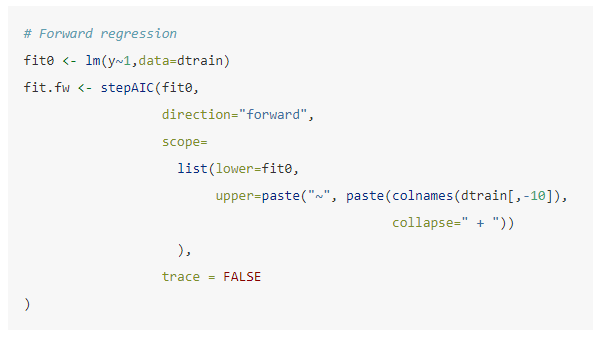 # Forward regression
fit0 <- lm(y~1,data=dtrain)
fit.fw <- stepAIC(fit0,
                  direction="forward",
                  scope=
                    list(lower=fit0,
                         upper=paste("~", paste(colnames(dtrain[,-10]),
                                                collapse=" + "))
                    ),
                  trace = FALSE
)